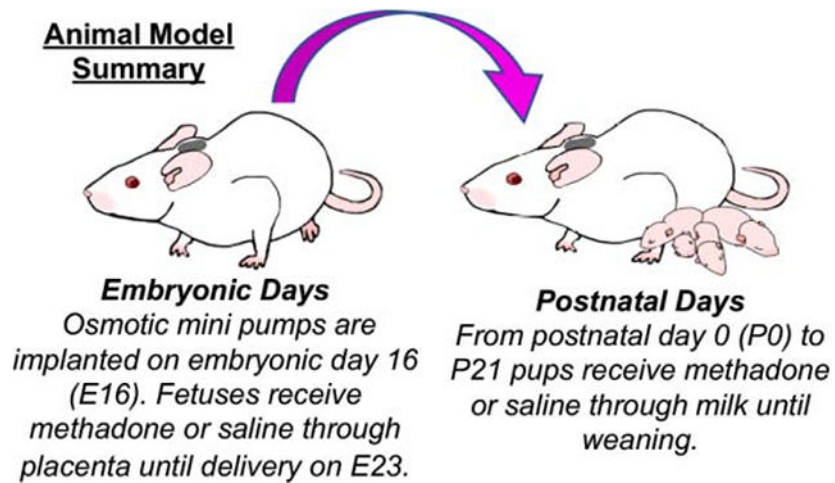 Animal Model
Summary
Embryonic Days
Osmotic mini pumps are
implanted on embryonic day 16
(E16). Fetuses receive
methadone or saline through
placenta until delivery on E23.
Postnatal Days
From postnatal day 0 (P0) to
P21 pups receive methadone
or saline through milk until
weaning.